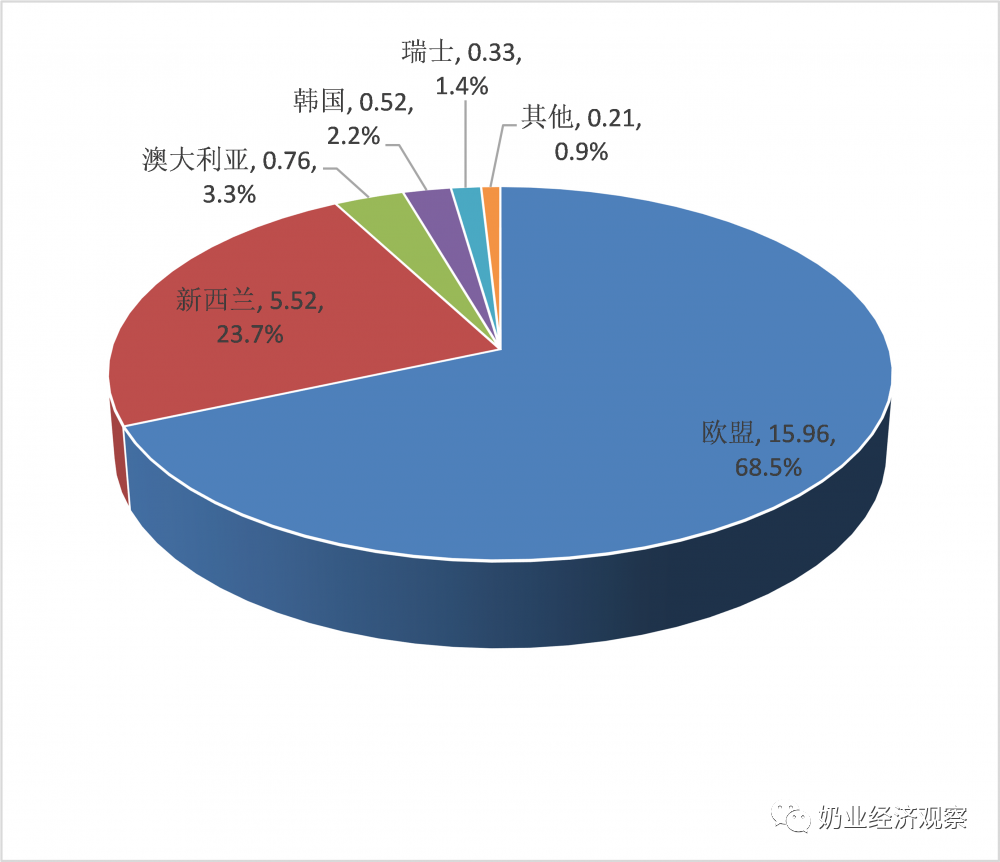 瑞士, 0.33,
1.4%
韩国, 0.52,
2.2%
其他, 0.21,
0.9%
澳大利亚, 0.76,
3.3%
新西兰, 5.52,
23.7%
欧盟, 15.96,
68.5%
奶业经济观察